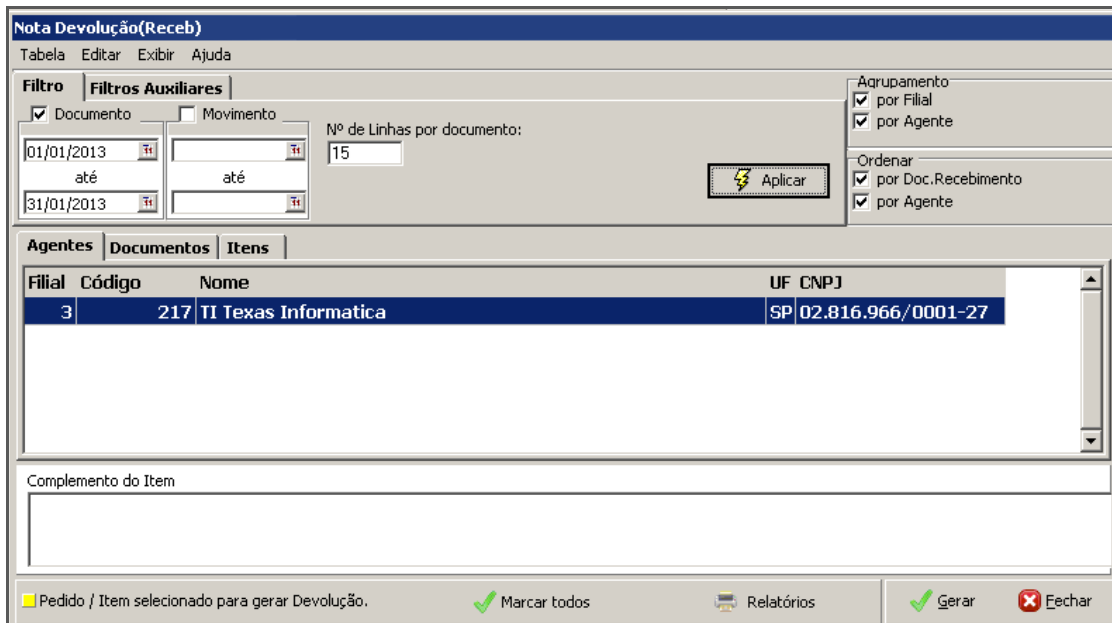 Nota Devolução(Receb)
Tabela Editar Exibir Ajuda
Filtro Filtros Auxiliares
Documento Movimento
Nº de Linhas por documento:
01/01/2013 15
até até
31/01/2013
Aplicar
Agrupamento
por Filial
por Agente
Ordenar
por Doc.Recebimento
por Agente
Agentes Documentos Itens
Filial Código Nome UF CNPJ
3 217 TI Texas Informatica SP 02.816.966/0001-27
Complemento do Item
Pedido / Item selecionado para gerar Devolução. Marcar todos Relatórios Gerar Fechar